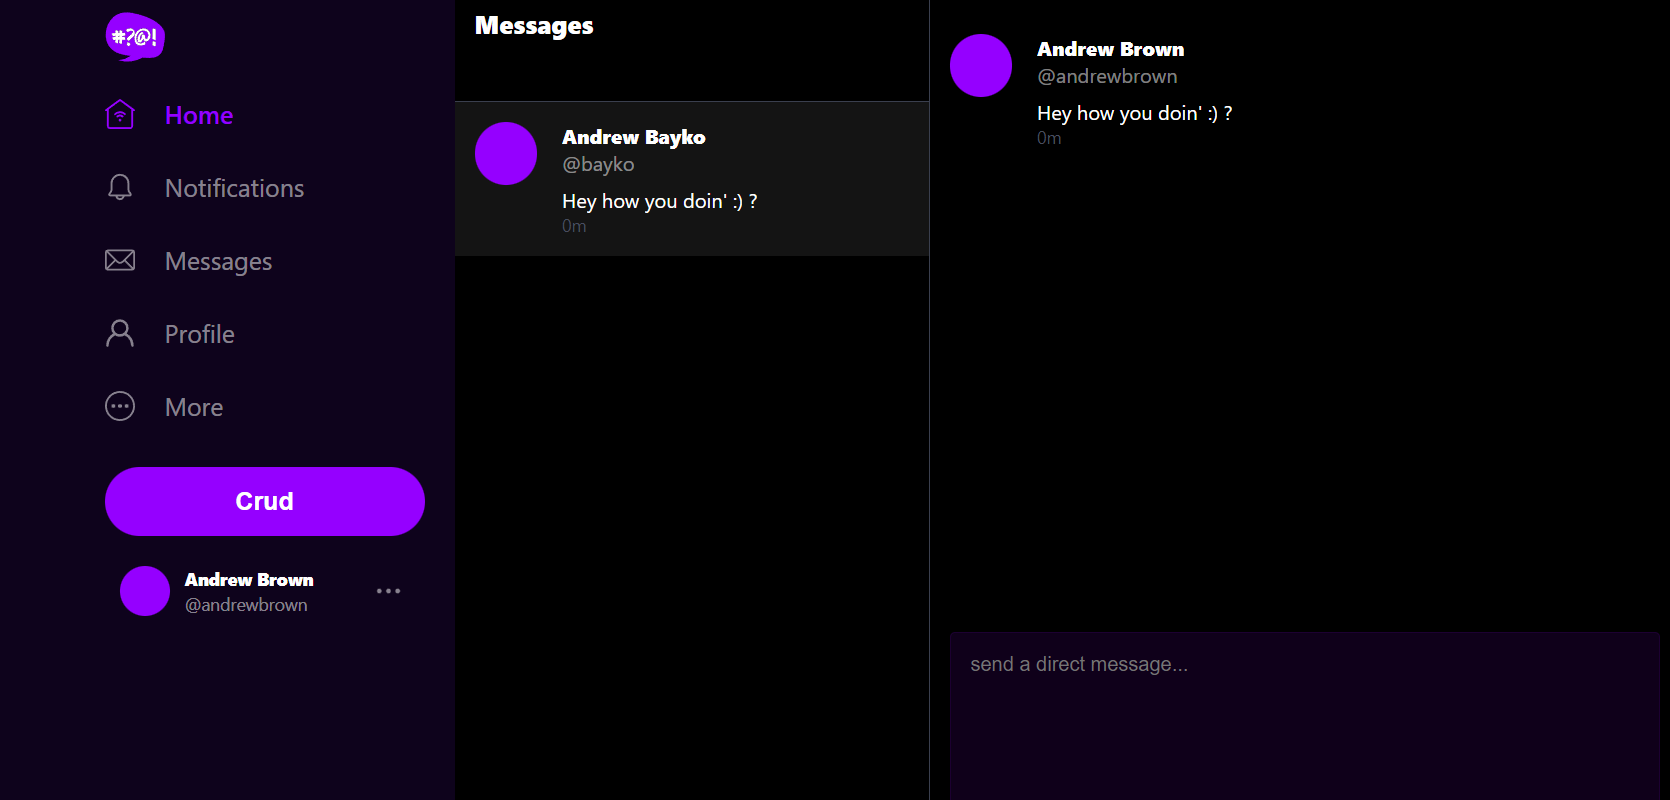 #?@!
Home
Notifications
Messages
Profile
More
Crud
Andrew Brown
@andrewbrown
Messages
Andrew Bayko
@bayko
Hey how you doin' :) ?
0m
Andrew Brown
@andrewbrown
Hey how you doin' :) ?
0m
send a direct message...